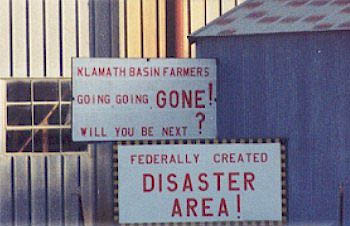 KLAMATH BASIN FARMERS
GOING GOING GONE!
WILL YOU BE NEXT ?
FEDERALLY CREATED
DISASTER
AREA!